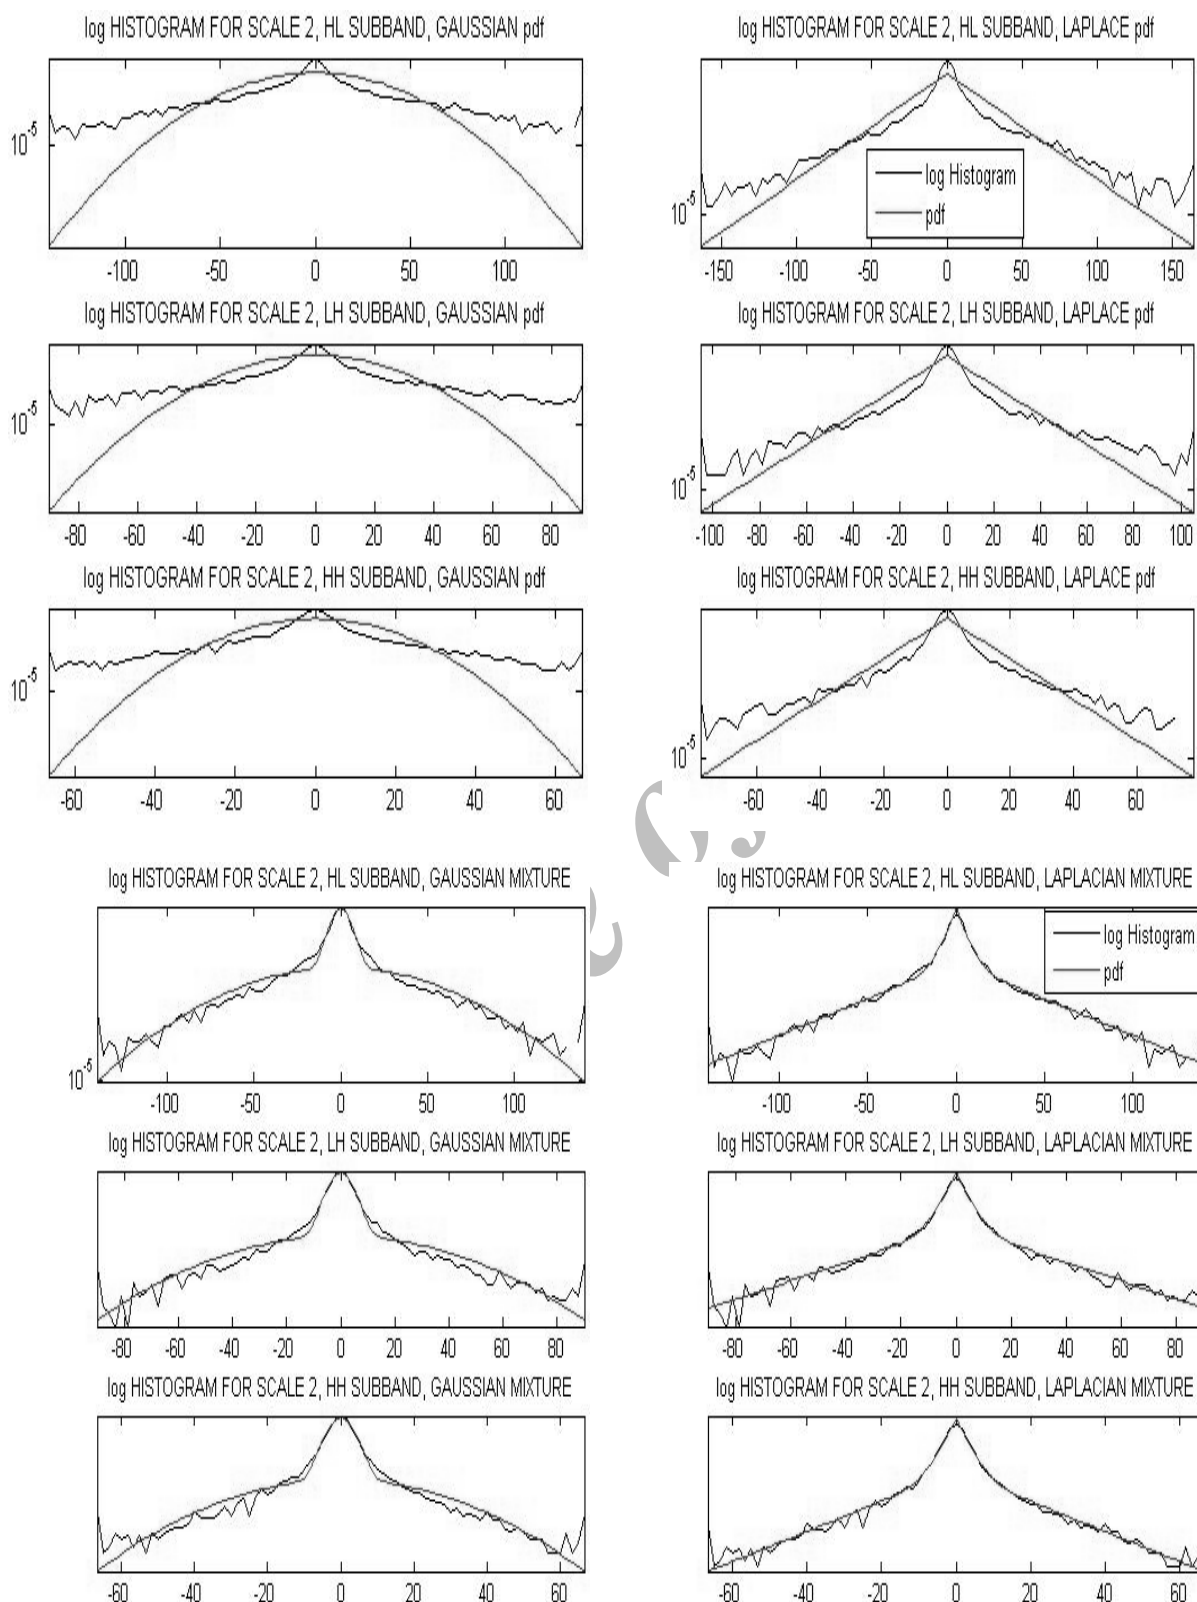 log HISTOGRAM FOR SCALE 2, HL SUBBAND, GAUSSIAN pdf
10-5
-100 -50 0 50 100
log HISTOGRAM FOR SCALE 2, HL SUBBAND, LAPLACE pdf
log Histogram
pdf
10-5
-150 -100 -50 0 50 100 150
log HISTOGRAM FOR SCALE 2, LH SUBBAND, GAUSSIAN pdf
10-5
-80 -60 -40 -20 0 20 40 60 80
log HISTOGRAM FOR SCALE 2, LH SUBBAND, LAPLACE pdf
10-5
-100 -80 -60 -40 -20 0 20 40 60 80 100
log HISTOGRAM FOR SCALE 2, HH SUBBAND, GAUSSIAN pdf
10-5
-60 -40 -20 0 20 40 60
log HISTOGRAM FOR SCALE 2, HH SUBBAND, LAPLACE pdf
10-5
-60 -40 -20 0 20 40 60
log HISTOGRAM FOR SCALE 2, HL SUBBAND, GAUSSIAN MIXTURE
10-5
-100 -50 0 50 100
log HISTOGRAM FOR SCALE 2, HL SUBBAND, LAPLACIAN MIXTURE
log Histogram
pdf
-100 -50 0 50 100
log HISTOGRAM FOR SCALE 2, LH SUBBAND, GAUSSIAN MIXTURE
-80 -60 -40 -20 0 20 40 60 80
log HISTOGRAM FOR SCALE 2, LH SUBBAND, LAPLACIAN MIXTURE
-80 -60 -40 -20 0 20 40 60 80
log HISTOGRAM FOR SCALE 2, HH SUBBAND, GAUSSIAN MIXTURE
-60 -40 -20 0 20 40 60
log HISTOGRAM FOR SCALE 2, HH SUBBAND, LAPLACIAN MIXTURE
-60 -40 -20 0 20 40 60